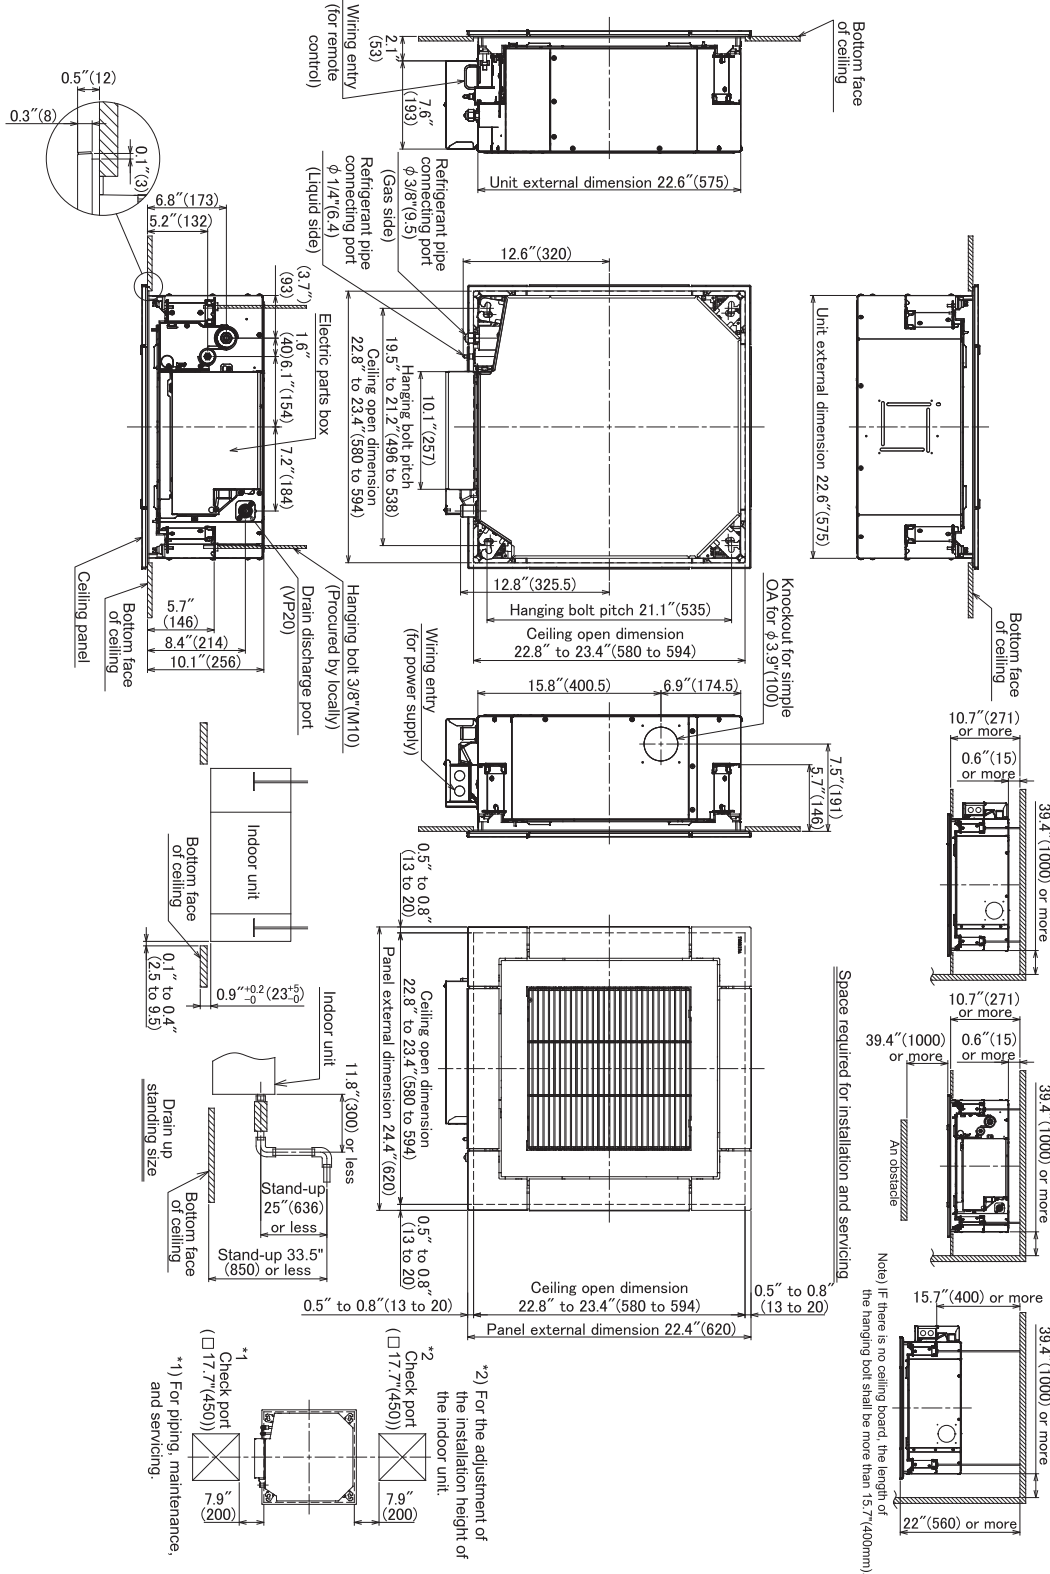 Bottom face
of ceiling
Wiring entry
(for remote
control)
2.1"
(53)
7.6"
(193)
Unit external dimension 22.6"(575)
0.5"(12)
0.3"(8)
0.1"(3)
6.8"(173)
5.2"(132)
(3.7")
(93)
1.6"
(40)
6.1"(154)
7.2"(184)
Electric parts box
Refrigerant pipe
connecting port
ϕ 3/8"(9.5)
(Gas side)
Refrigerant pipe
connecting port
ϕ 1/4"(6.4)
(Liquid side)
12.6"(320)
10.1"(257)
Hanging bolt pitch
19.5" to 21.2"(496 to 538)
Ceiling open dimension
22.8" to 23.4"(580 to 594)
Unit external dimension 22.6"(575)
12.8"(325.5)
Hanging bolt pitch 21.1"(535)
Ceiling open dimension
22.8" to 23.4"(580 to 594)
Bottom face
of ceiling
Ceiling panel
Bottom face
of ceiling
5.7"
(146)
8.4"(214)
10.1"(256)
Drain discharge port
(VP20)
Hanging bolt 3/8"(M10)
(Procured by locally)
Knockout for simple
OA for ϕ 3.9"(100)
Wiring entry
(for power supply)
15.8"(400.5)
6.9"(174.5)
5.7"(146)
7.5"(191)
10.7"(271)
or more
0.6"(15)
or more
39.4"(1000) or more
Indoor unit
Bottom face
of ceiling
0.1" to 0.4"
(2.5 to 9.5)
0.9"+0.2 -0 (23+5 -0)
0.5" to 0.8"
(13 to 20)
Ceiling open dimension
22.8" to 23.4"(580 to 594)
Panel external dimension 24.4"(620)
0.5" to 0.8"
(13 to 20)
Space required for installation and servicing
10.7"(271)
or more
39.4"(1000)
or more
0.6"(15)
or more
39.4"(1000) or more
An obstacle
Indoor unit
11.8"(300) or less
Stand-up
25"(636)
or less
Stand-up 33.5"
(850) or less
Drain up
standing size
Bottom face
of ceiling
Ceiling open dimension
0.5" to 0.8"(13 to 20)
22.8" to 23.4"(580 to 594)
0.5" to 0.8"
(13 to 20)
Panel external dimension 22.4"(620)
15.7"(400) or more
39.4"(1000) or more
22"(560) or more
Note) IF there is no ceiling board, the length of
the hanging bolt shall be more than 15.7"(400mm)
*1
Check port
(□17.7"(450))
*2
Check port
(□17.7"(450))
7.9"
(200)
7.9"
(200)
*1) For piping, maintenance,
and servicing.
*2) For the adjustment of
the installation height of
the indoor unit.